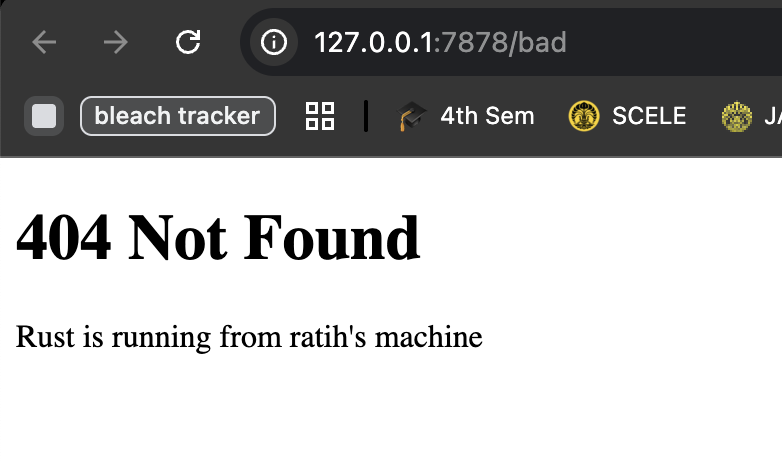 127.0.0.1:7878/bad
bleach tracker 4th Sem SCELE
404 Not Found
Rust is running from ratih's machine